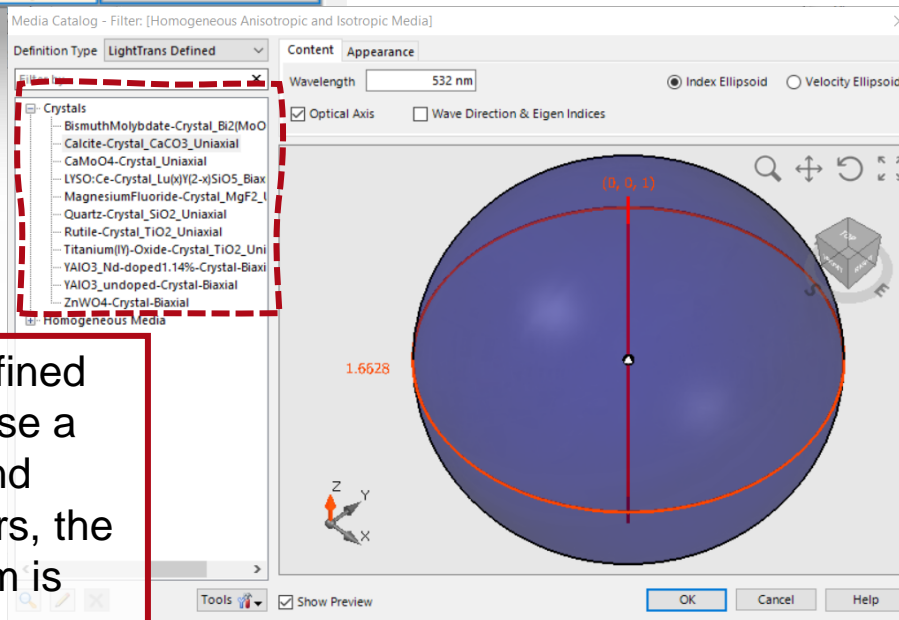 Media Catalog - Filter: [Homogeneous Anisotropic and Isotropic Media]
Definition Type LightTrans Defined
Content Appearance
Filter by X
Wavelength 532 nm
Index Ellipsoid Velocity Ellipsoid
Optical Axis Wave Direction & Eigen Indices
Crystals
BismuthMolybdate-Crystal_Bi2(MoO
Calcite-Crystal_CaCO3_Uniaxial
CaMoO4-Crystal_Uniaxial
LYSO:Ce-Crystal_Lu(x)Y(2-x)SiO5_Biax
MagnesiumFluoride-Crystal_MgF2_U
Quartz-Crystal_SiO2_Uniaxial
Rutile-Crystal_TiO2_Uniaxial
Titanium(IY)-Oxide-Crystal_TiO2_Uni
YAlO3_Nd-doped1.14%-Crystal-Biaxi
YAlO3_undoped-Crystal-Biaxial
ZnWO4-Crystal-Biaxial
Homogeneous Media
(0, 0, 1)
TOP
S
E
1.6628
Z
Y
X
fined
se a
nd
rs, the
m is
Tools
Show Preview
OK Cancel Help